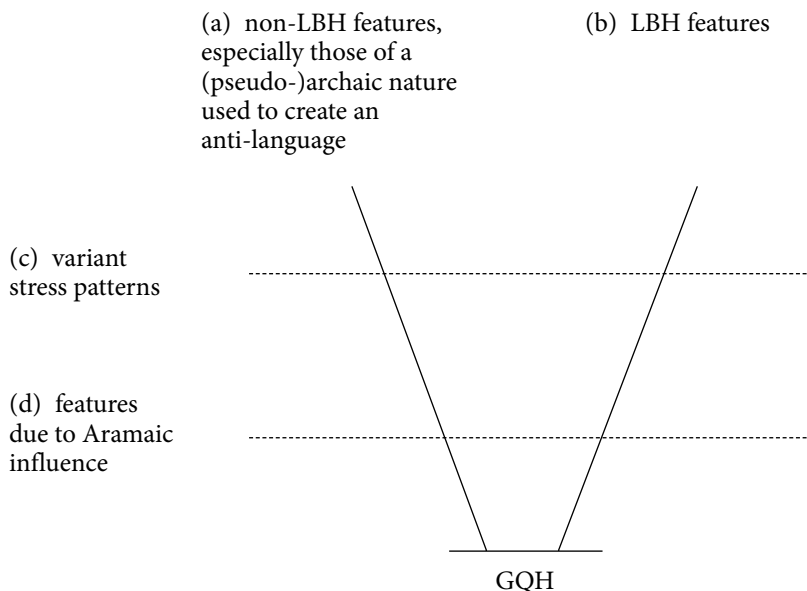 (a) non-LBH features,
especially those of a
(pseudo-)archaic nature
used to create an
anti-language
(b) LBH features
(c) variant
stress patterns
(d) features
due to Aramaic
influence
GQH